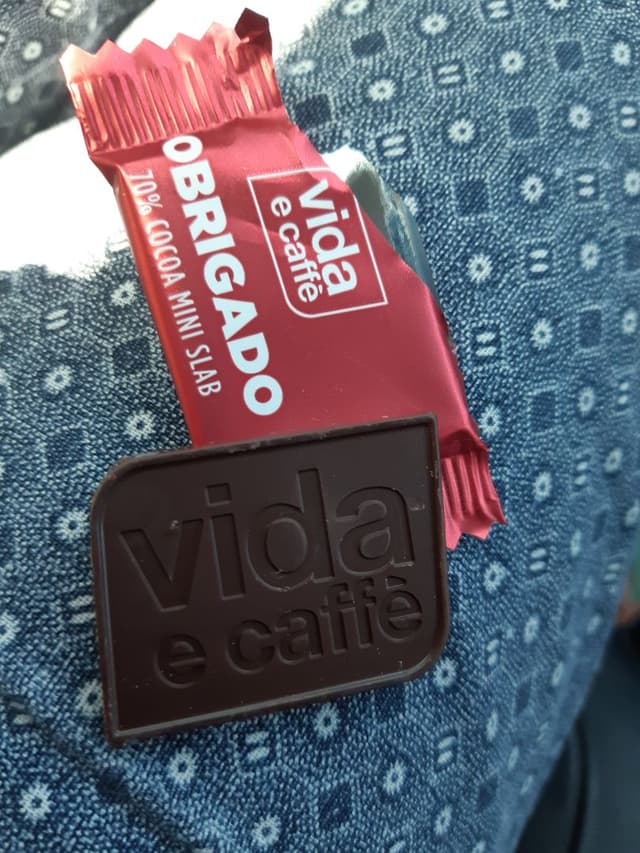 OBRIGADO
70% COCOA MINI SLAB
vida
e caffè
vida
e caffè